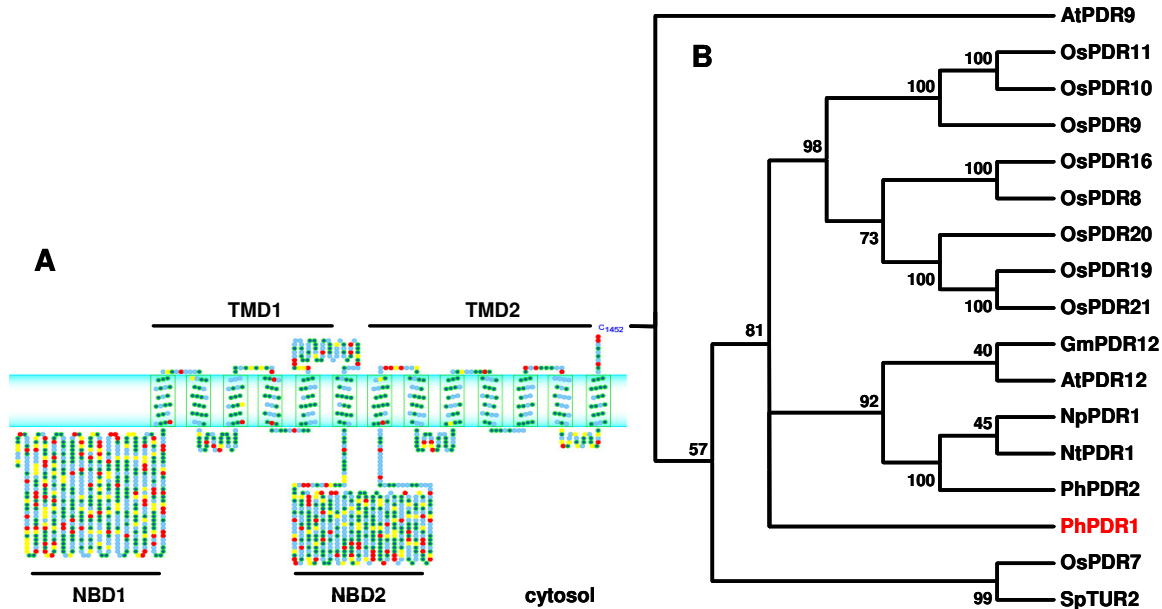 A
TMD1
TMD2
C1452
NBD1
NBD2
cytosol
B
AtPDR9
OsPDR11
OsPDR10
OsPDR9
OsPDR16
OsPDR8
OsPDR20
OsPDR19
OsPDR21
GmPDR12
AtPDR12
NpPDR1
NtPDR1
PhPDR2
PhPDR1
OsPDR7
SpTUR2
100
100
98
100
73
100
100
81
40
92
45
100
57
99